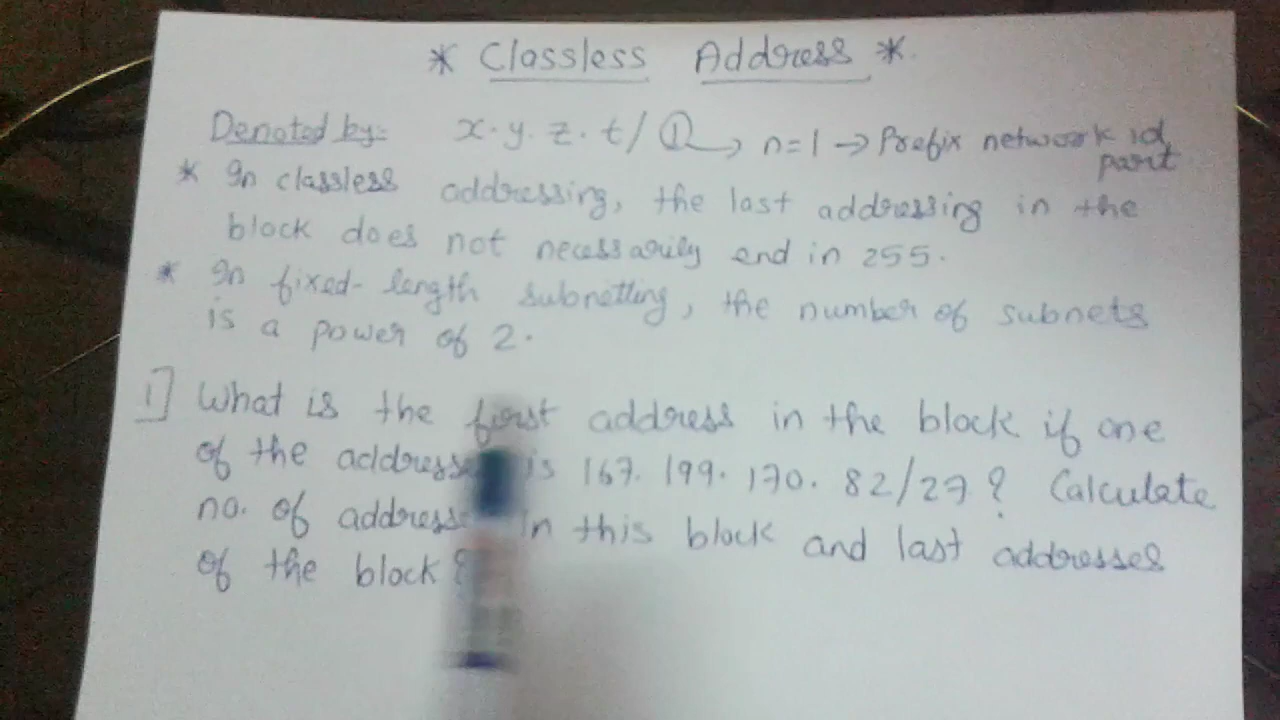 * Classless Address *.
Denoted by:- x.y.z.t/ n=1 → Prefix network id
part
* In classless addressing, the last addressing in the
block does not necessarily end in 255.
* In fixed-length subnetting, the number of subnets
is a power of 2.
1] What is the first address in the block if one
of the is 167.199.170.82/27? Calculate
no. of in this block and last addresses
of the block?